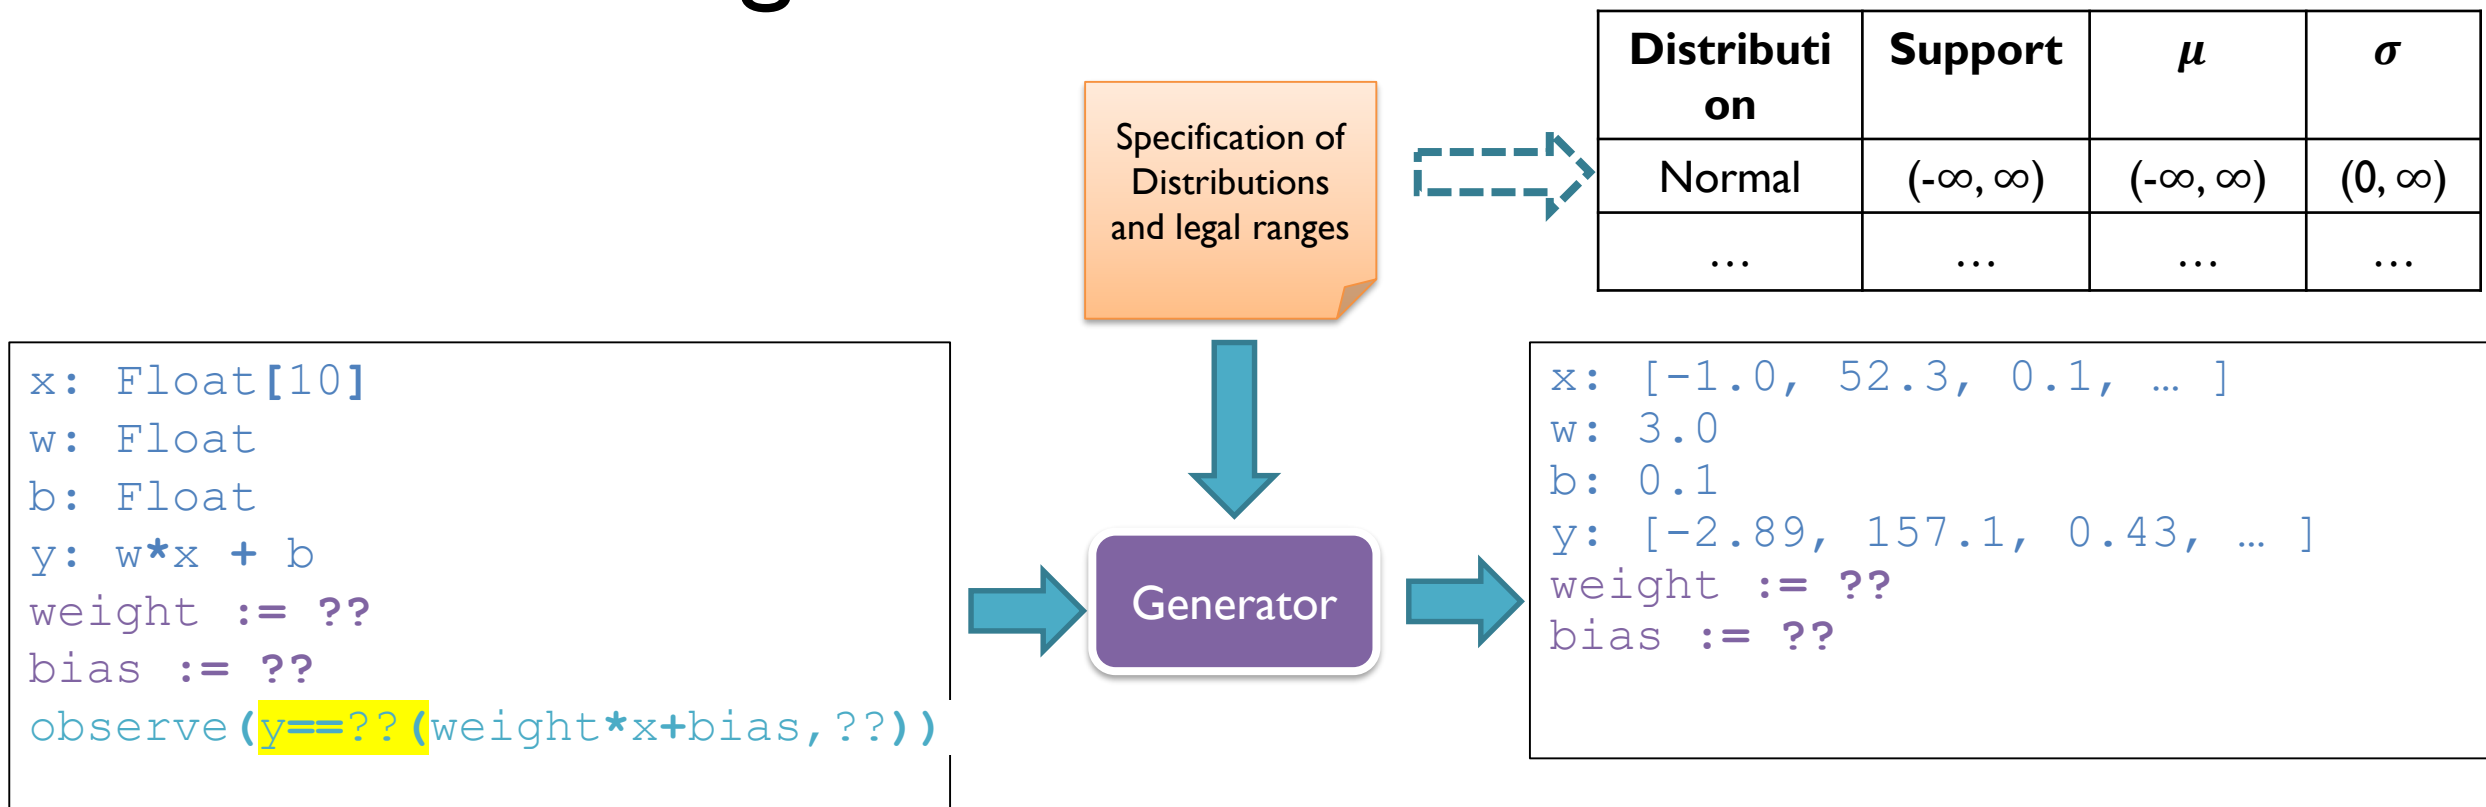 g
Distributi
on
Support
μ
σ
Normal
(-∞, ∞)
(-∞, ∞)
(0, ∞)
…
…
…
…
Specification of
Distributions
and legal ranges
x: Float[10]
w: Float
b: Float
y: w*x + b
weight := ??
bias := ??
observe(y==??(weight*x+bias,??))
Generator
x: [-1.0, 52.3, 0.1, … ]
w: 3.0
b: 0.1
y: [-2.89, 157.1, 0.43, … ]
weight := ??
bias := ??